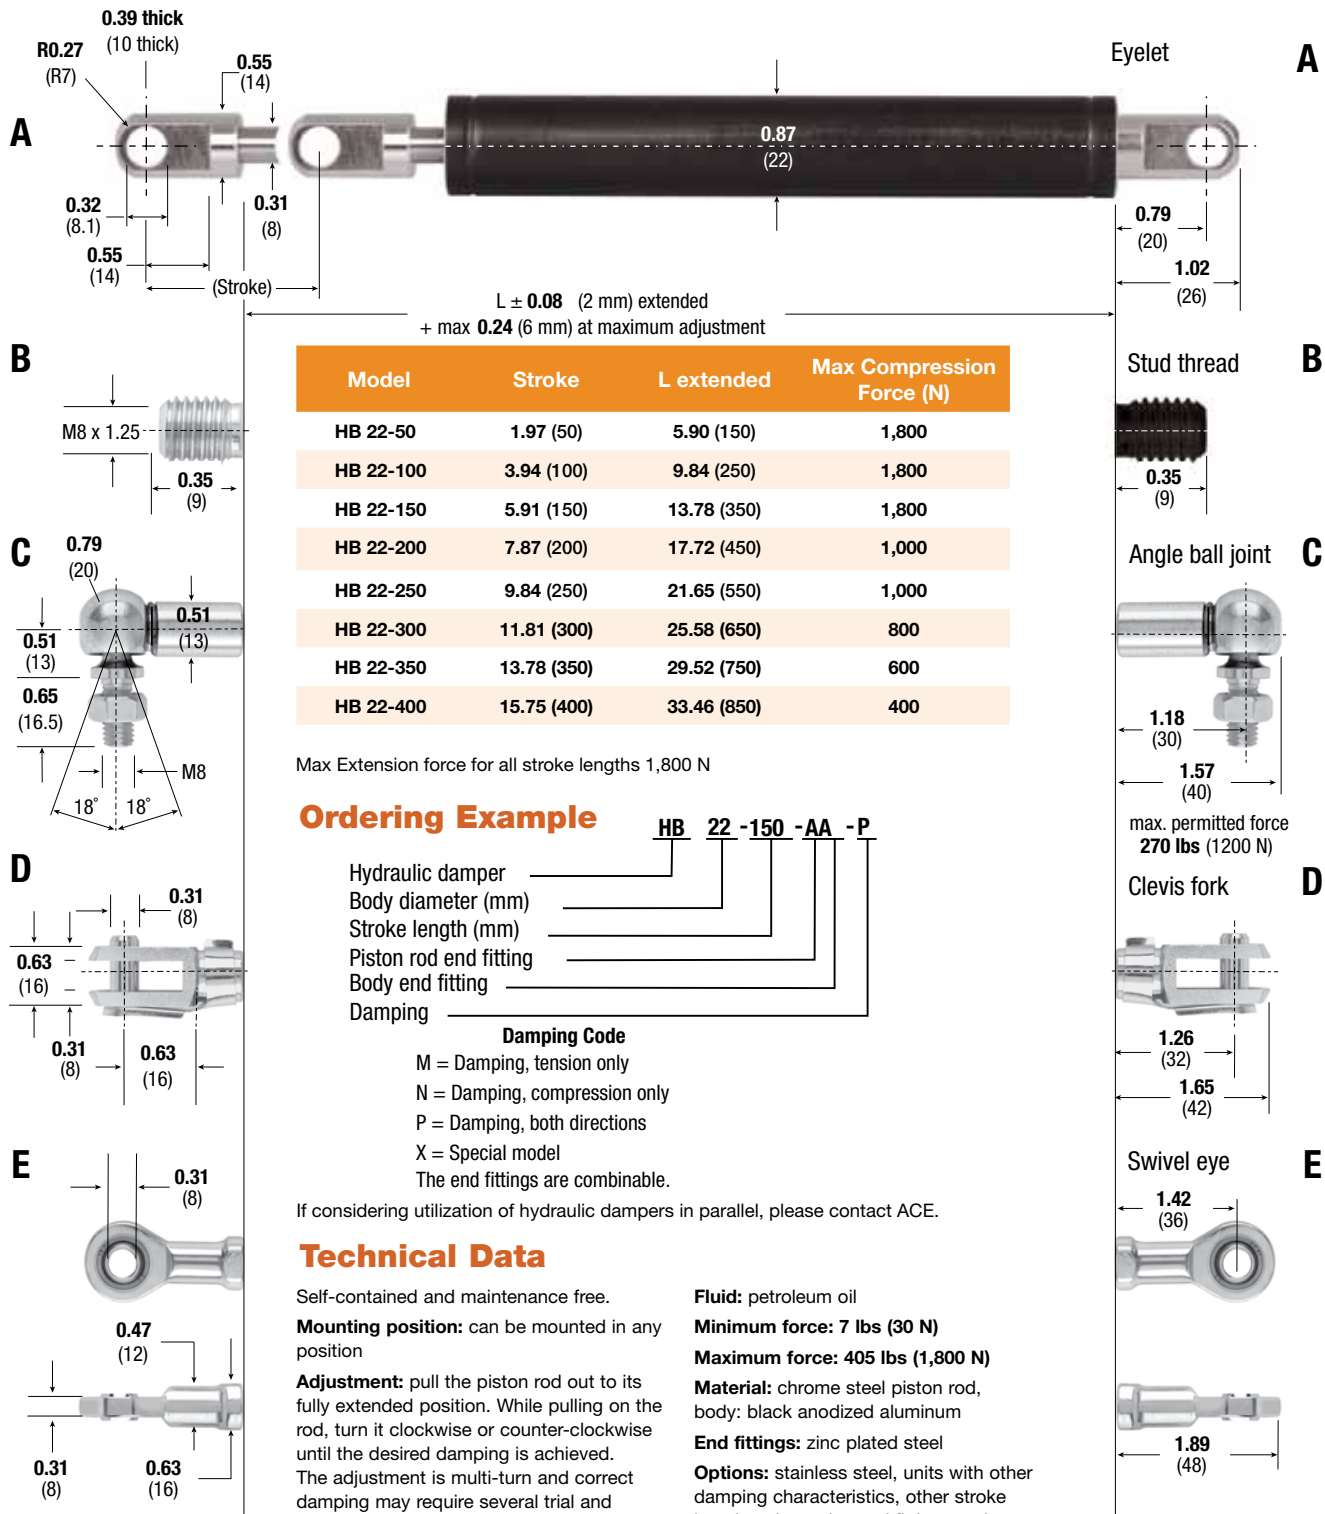 0.39 thick
(10 thick)
R0.27
(R7)
0.55
(14)
Eyelet
A
A
0.87
(22)
0.32
(8.1)
0.31
(8)
0.55
(14)
(Stroke)
0.79
(20)
1.02
(26)
L ± 0.08 (2 mm) extended
+ max 0.24 (6 mm) at maximum adjustment
B
Stud thread
B
M8 x 1.25
0.35
(9)
0.35
(9)
Model Stroke L extended Max Compression Force (N)
HB 22-50 1.97 (50) 5.90 (150) 1,800
HB 22-100 3.94 (100) 9.84 (250) 1,800
HB 22-150 5.91 (150) 13.78 (350) 1,800
HB 22-200 7.87 (200) 17.72 (450) 1,000
HB 22-250 9.84 (250) 21.65 (550) 1,000
HB 22-300 11.81 (300) 25.58 (650) 800
HB 22-350 13.78 (350) 29.52 (750) 600
HB 22-400 15.75 (400) 33.46 (850) 400
C
0.79
(20)
0.51
(13)
0.51
(13)
0.65
(16.5)
M8
18°
18°
Angle ball joint
C
1.18
(30)
1.57
(40)
max. permitted force
270 lbs (1200 N)
Max Extension force for all stroke lengths 1,800 N
Ordering Example
HB 22 -150 -AA -P
Hydraulic damper
Body diameter (mm)
Stroke length (mm)
Piston rod end fitting
Body end fitting
Damping
Damping Code
M = Damping, tension only
N = Damping, compression only
P = Damping, both directions
X = Special model
The end fittings are combinable.
D
0.31
(8)
0.63
(16)
0.31
(8)
0.63
(16)
Clevis fork
D
1.26
(32)
1.65
(42)
If considering utilization of hydraulic dampers in parallel, please contact ACE.
E
0.31
(8)
0.47
(12)
0.31
(8)
0.63
(16)
Swivel eye
E
1.42
(36)
1.89
(48)
Technical Data
Self-contained and maintenance free.
Mounting position: can be mounted in any
position
Adjustment: pull the piston rod out to its
fully extended position. While pulling on the
rod, turn it clockwise or counter-clockwise
until the desired damping is achieved.
The adjustment is multi-turn and correct
damping may require several trial and
Fluid: petroleum oil
Minimum force: 7 lbs (30 N)
Maximum force: 405 lbs (1,800 N)
Material: chrome steel piston rod,
body: black anodized aluminum
End fittings: zinc plated steel
Options: stainless steel, units with other
damping characteristics, other stroke